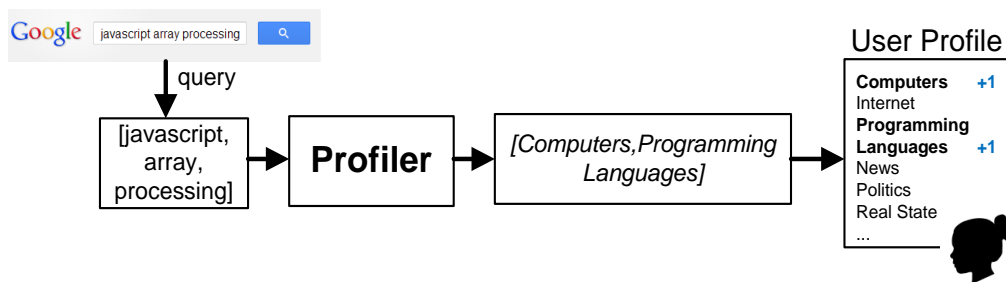 Google javascript array processing
query
[javascript,
array,
processing]
Profiler
[Computers,Programming
Languages]
User Profile
Computers +1
Internet
Programming
Languages +1
News
Politics
Real State
...